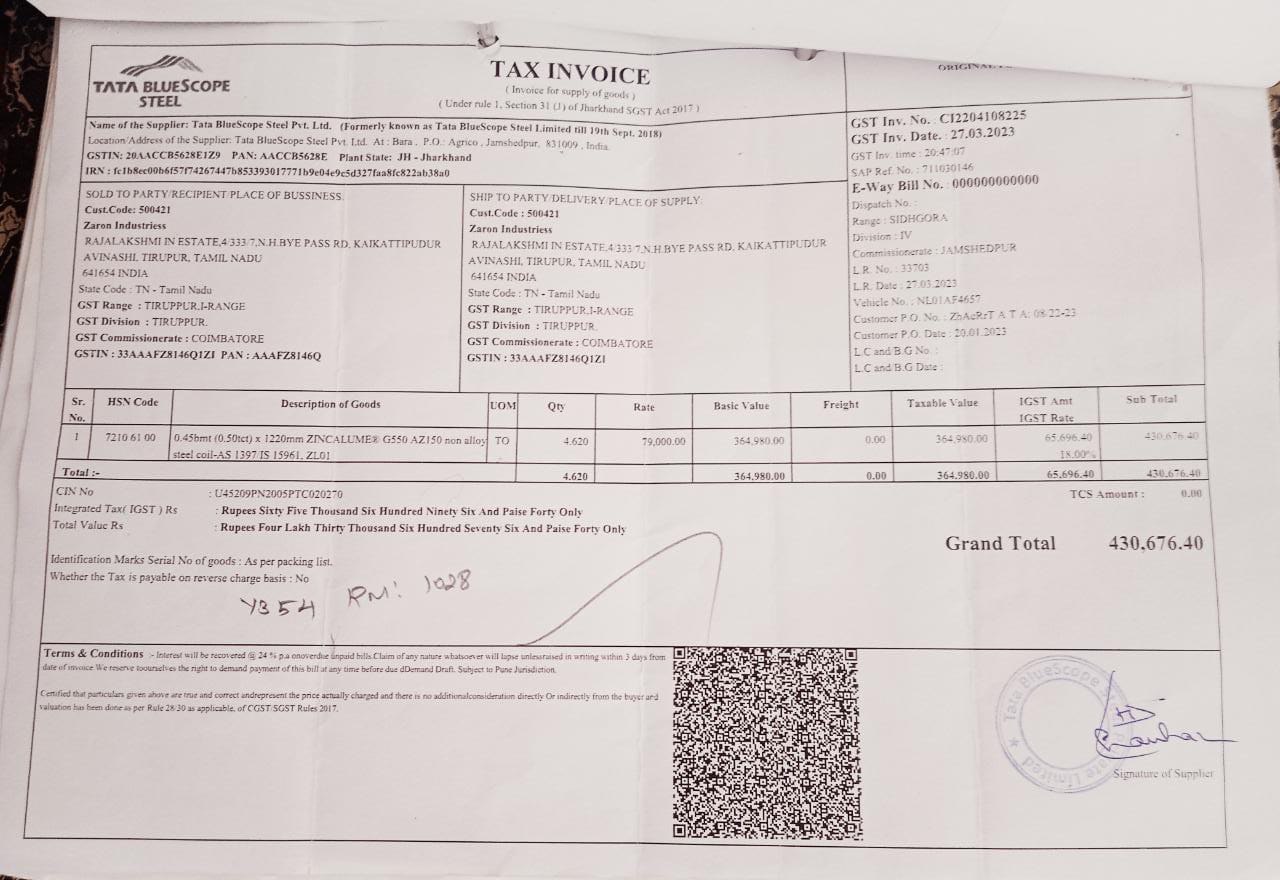 TATA BLUESCOPE
STEEL
TAX INVOICE
( Invoice for supply of goods )
( Under rule 1, Section 31 (J) of Jharkhand SGST Act 2017 )
ORIGINAL
Name of the Supplier: Tata BlueScope Steel Pvt. Ltd. (Formerly known as Tata BlueScope Steel Limited till 19th Sept. 2018)
Location/Address of the Supplier: Tata BlueScope Steel Pvt. Ltd. At : Bara , P.O.: Agrico , Jamshedpur, 831009 , India.
GSTIN: 20AACCB5628E1Z9 PAN: AACCB5628E Plant State: JH - Jharkhand
IRN : fc1b8ec00b6f57f74267447b853393017771b9e04e9c5d327faa8fc822ab38a0
GST Inv. No. CI2204108225
GST Inv. Date. 27.03.2023
GST Inv. time : 20:47:07
SAP Ref. No. : 711030146
E-Way Bill No. : 000000000000
Dispatch No. :
Range : SIDHGORA
Division : IV
Commissionerate : JAMSHEDPUR
L.R. No. : 33703
L.R. Date : 27.03.2023
Vehicle No. : NL01AF4657
Customer P.O. No. : ZbAeRrT A T A: 08-22-23
Customer P.O. Date : 20.01.2023
L.C and B.G No. :
L.C and B.G Date :
SOLD TO PARTY/RECIPIENT/PLACE OF BUSSINESS.
Cust.Code: 500421
Zaron Industriess
RAJALAKSHMI IN ESTATE,4/333/7,N.H.BYE PASS RD, KAIKATTIPUDUR
AVINASHI, TIRUPUR, TAMIL NADU
641654 INDIA
State Code : TN - Tamil Nadu
GST Range : TIRUPPUR,I-RANGE
GST Division : TIRUPPUR.
GST Commissionerate : COIMBATORE
GSTIN : 33AAAFZ8146Q1ZI PAN : AAAFZ8146Q
SHIP TO PARTY/DELIVERY/PLACE OF SUPPLY.
Cust.Code : 500421
Zaron Industriess
RAJALAKSHMI IN ESTATE,4/333/7,N.H.BYE PASS RD, KAIKATTIPUDUR
AVINASHI, TIRUPUR, TAMIL NADU
641654 INDIA
State Code : TN - Tamil Nadu
GST Range : TIRUPPUR,I-RANGE
GST Division : TIRUPPUR.
GST Commissionerate : COIMBATORE
GSTIN : 33AAAFZ8146Q1ZI
Sr. No. HSN Code Description of Goods UOM Qty Rate Basic Value Freight Taxable Value IGST Amt IGST Rate Sub Total
1 7210 61 00 0.45bmt (0.50tct) x 1220mm ZINCALUME® G550 AZ150 non alloy TO 4.620 79,000.00 364,980.00 0.00 364,980.00 65,696.40 430,676.40
steel coil-AS 1397/IS 15961, ZL01 18.00%
Total :- 4.620 364,980.00 0.00 364,980.00 65,696.40 430,676.40
CIN No : U45209PN2005PTC020270
TCS Amount : 0.00
Integrated Tax( IGST ) Rs : Rupees Sixty Five Thousand Six Hundred Ninety Six And Paise Forty Only
Total Value Rs : Rupees Four Lakh Thirty Thousand Six Hundred Seventy Six And Paise Forty Only
Grand Total 430,676.40
Identification Marks Serial No of goods : As per packing list.
Whether the Tax is payable on reverse charge basis : No
YB 54 RM: 1028
Terms & Conditions :- Interest will be recovered @ 24 % p.a onoverdue unpaid bills.Claim of any nature whatsoever will lapse unlessraised in writing within 3 days from
date of invoice.We reserve toourselves the right to demand payment of this bill at any time before due dDemand Draft. Subject to Pune Jurisdiction.
Certified that particulars given above are true and correct andrepresent the price actually charged and there is no additionalconsideration directly Or indirectly from the buyer and
valuation has been done as per Rule 28/30 as applicable, of CGST/SGST Rules 2017.
Tata BlueScope
Limited
Signature of Supplier